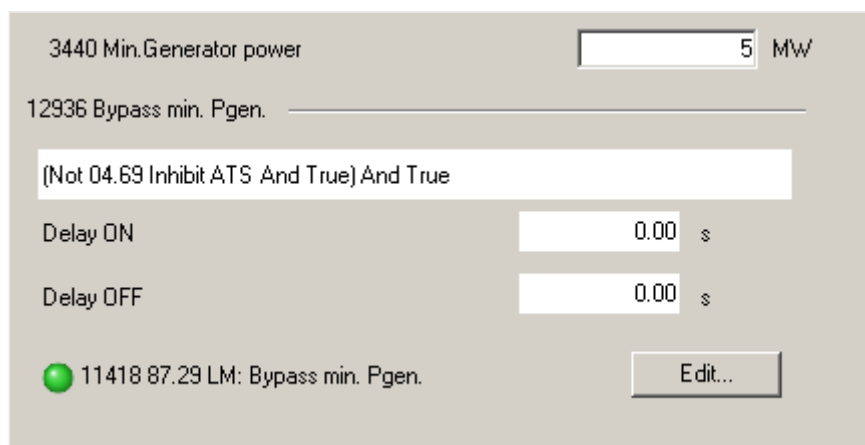 3440 Min.Generator power 5 MW
12936 Bypass min. Pgen.
(Not 04.69 Inhibit ATS And True) And True
Delay ON 0.00 s
Delay OFF 0.00 s
11418 87.29 LM: Bypass min. Pgen. Edit...